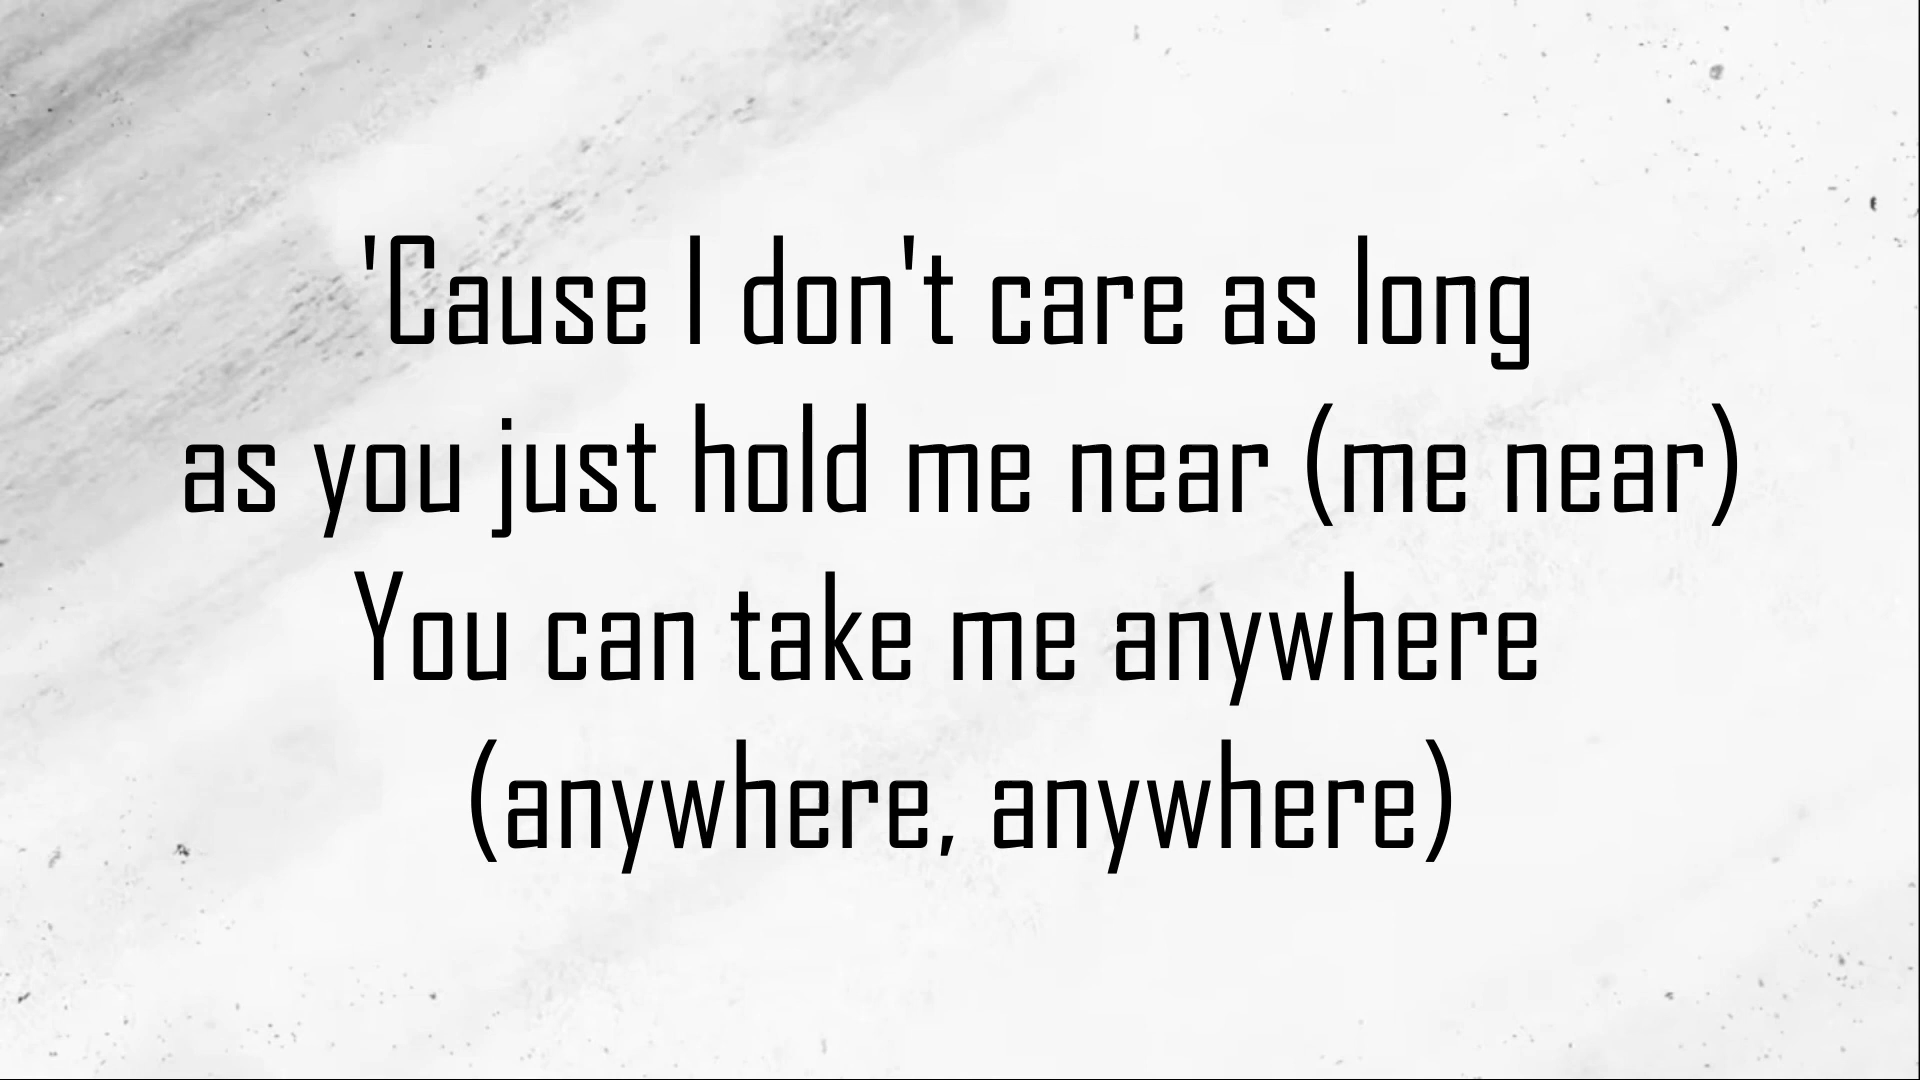 'Cause I don't care as long
as you just hold me near (me near)
You can take me anywhere
(anywhere, anywhere)